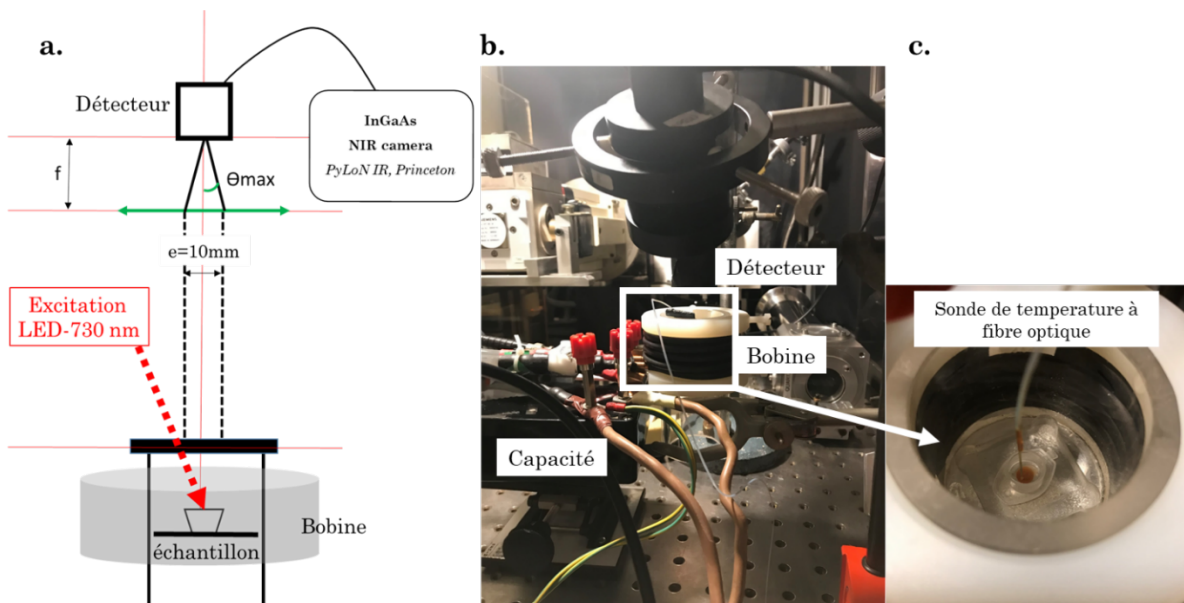 a.
Détecteur
InGaAs
NIR camera
PyLoN IR, Princeton
f
Θmax
e=10mm
Excitation
LED-730 nm
Bobine
échantillon
b.
Détecteur
Bobine
Capacité
c.
Sonde de temperature à
fibre optique